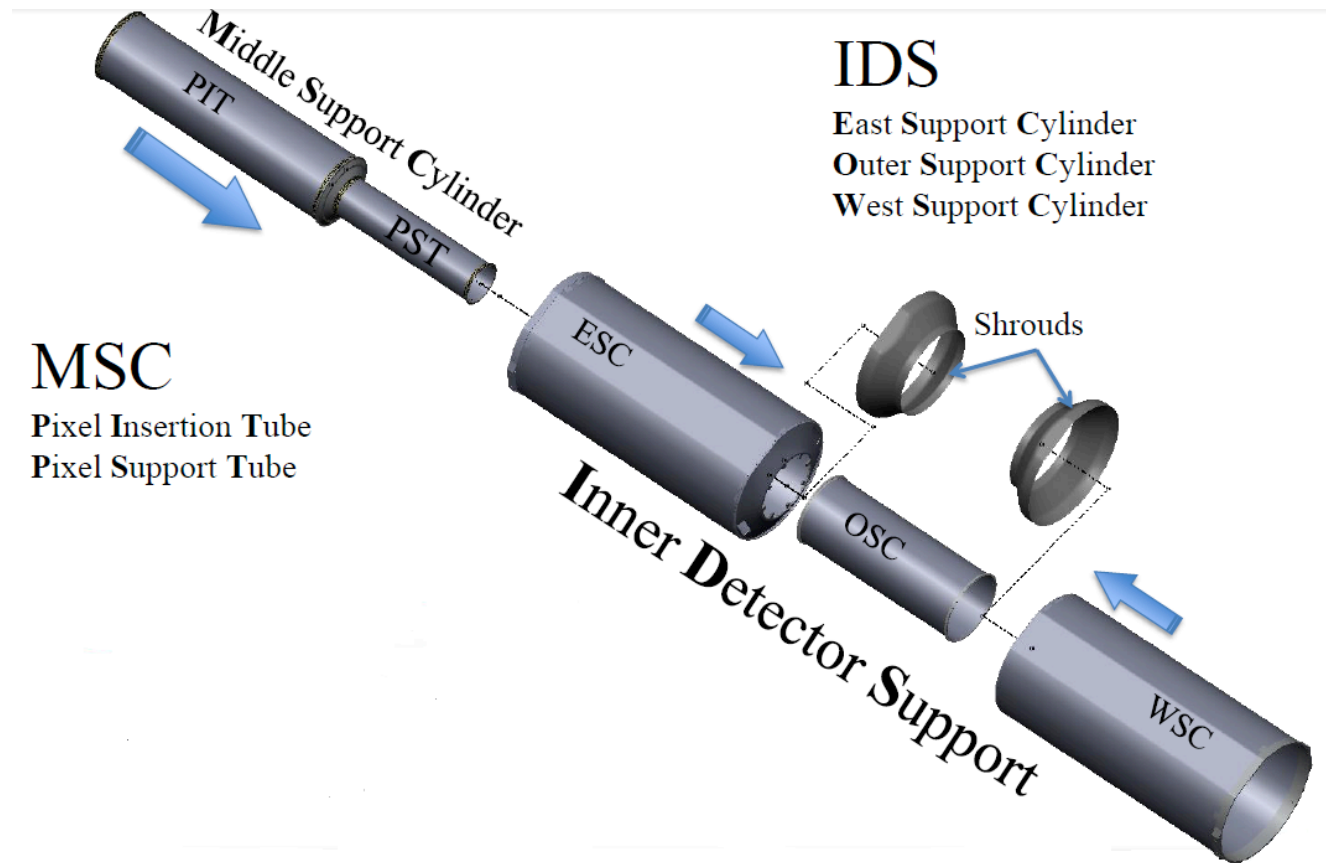 PIT
Middle Support Cylinder
PST
IDS
East Support Cylinder
Outer Support Cylinder
West Support Cylinder
MSC
Pixel Insertion Tube
Pixel Support Tube
ESC
Shrouds
Inner Detector Support
OSC
WSC